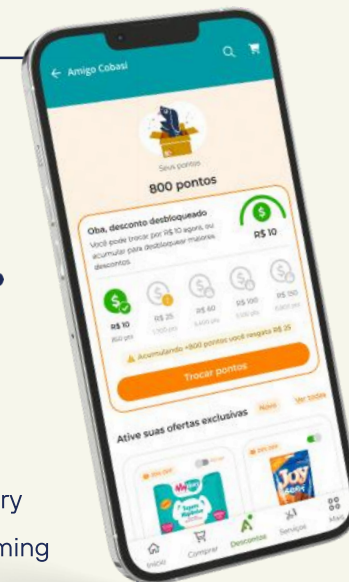 Amigo Cobasi
Seus pontos
800 pontos
Oba, desconto desbloqueado
Você pode trocar por R$ 10 agora, ou
acumular para desbloquear maiores
descontos
R$ 10
R$ 10
R$ 25
R$ 60
R$ 100
R$ 150
800 pts
Acumulando +800 pontos você resgata R$ 25
Trocar pontos
Ative suas ofertas exclusivas
Novo
Ver todas
Joy
Início
Comprar
Descontos
Serviços
Mais
ry
ming